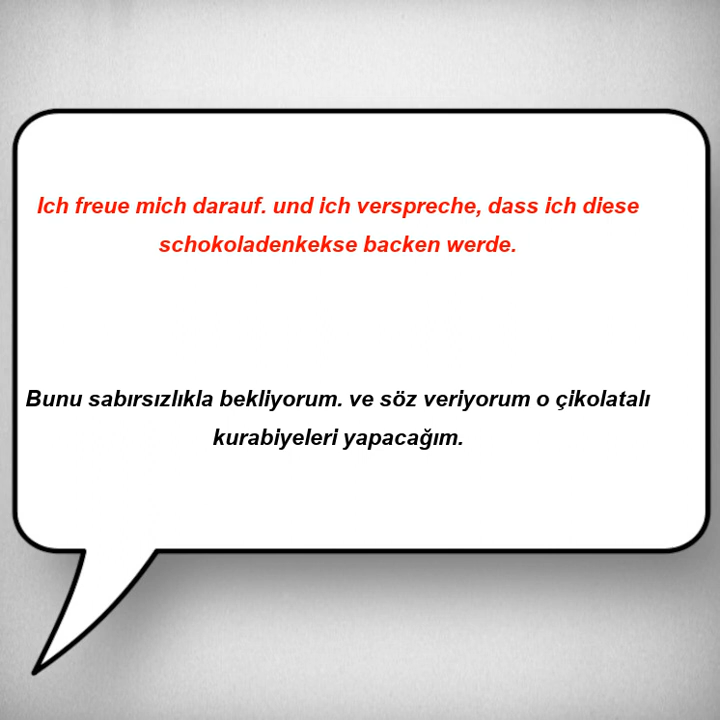 Ich freue mich darauf. und ich verspreche, dass ich diese
schokoladenkekse backen werde.
Bunu sabırsızlıkla bekliyorum. ve söz veriyorum o çikolatalı
kurabiyeleri yapacağım.